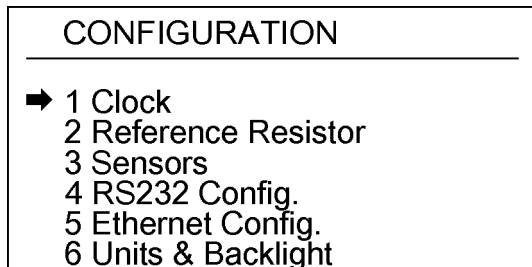 CONFIGURATION
➡ 1 Clock
2 Reference Resistor
3 Sensors
4 RS232 Config.
5 Ethernet Config.
6 Units & Backlight